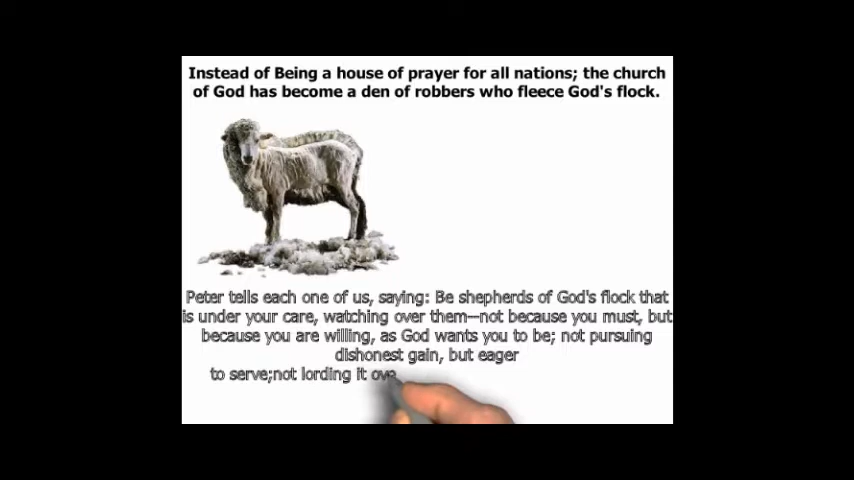 Instead of Being a house of prayer for all nations; the church
of God has become a den of robbers who fleece God's flock.
Peter tells each one of us, saying: Be shepherds of God's flock that
is under your care, watching over them--not because you must, but
because you are willing, as God wants you to be; not pursuing
dishonest gain, but eager
to serve;not lording it